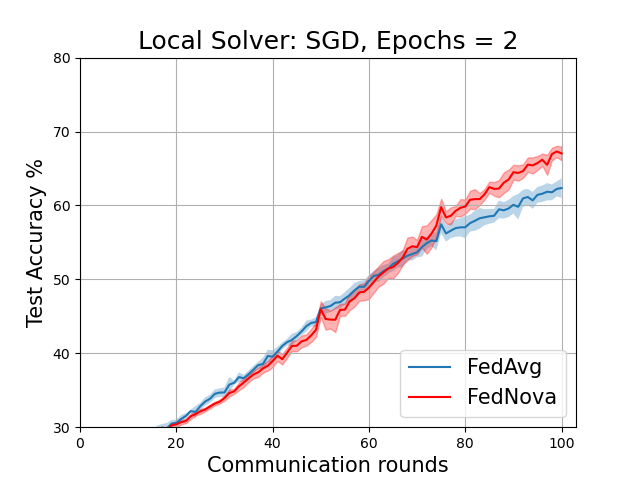 Local Solver: SGD, Epochs = 2
Test Accuracy %
80
70
60
50
40
30
0 20 40 60 80 100
Communication rounds
FedAvg
FedNova